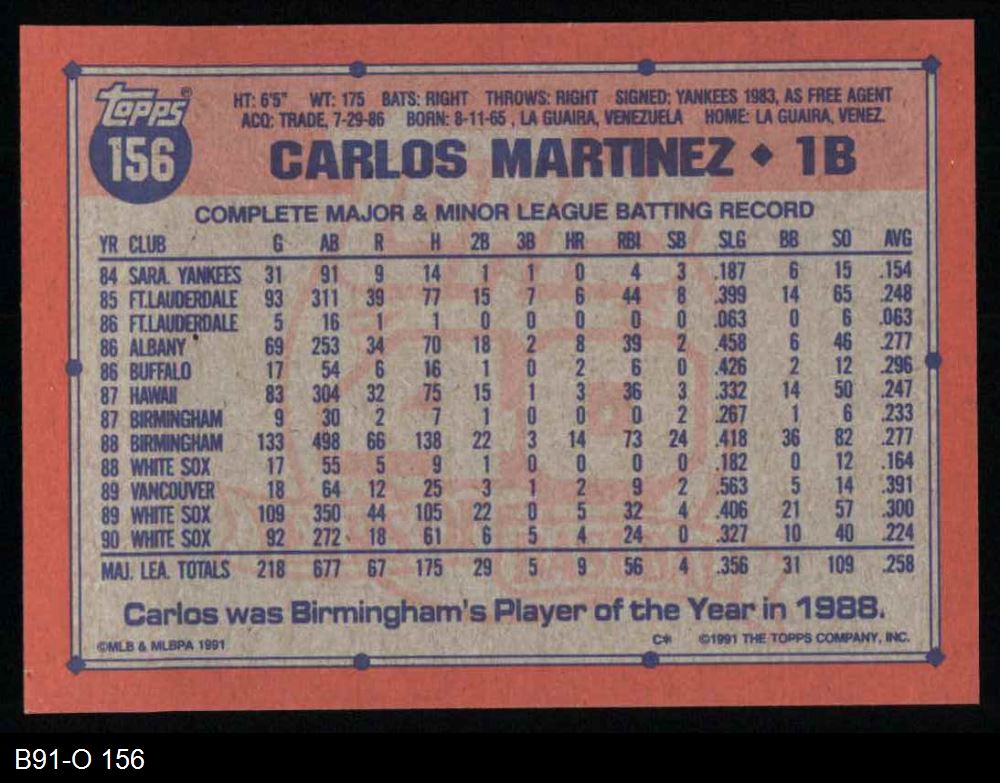 Topps®
156
HT: 6'5" WT: 175 BATS: RIGHT THROWS: RIGHT SIGNED: YANKEES 1983, AS FREE AGENT
ACQ: TRADE, 7-29-86 BORN: 8-11-65, LA GUAIRA, VENEZUELA HOME: LA GUAIRA, VENEZ.
CARLOS MARTINEZ ♦ 1B
COMPLETE MAJOR & MINOR LEAGUE BATTING RECORD
YR CLUB G AB R H 2B 3B HR RBI SB SLG BB SO AVG
84 SARA. YANKEES 31 91 9 14 1 1 0 4 3 .187 6 15 .154
85 FT.LAUDERDALE 93 311 39 77 15 7 6 44 8 .399 14 65 .248
86 FT.LAUDERDALE 5 16 1 1 0 0 0 0 0 .063 0 6 .063
86 ALBANY 69 253 34 70 18 2 8 39 2 .458 6 46 .277
86 BUFFALO 17 54 6 16 1 0 2 6 0 .426 2 12 .296
87 HAWAII 83 304 32 75 15 1 3 36 3 .332 14 50 .247
87 BIRMINGHAM 9 30 2 7 1 0 0 0 2 .267 1 6 .233
88 BIRMINGHAM 133 498 66 138 22 3 14 73 24 .418 36 82 .277
88 WHITE SOX 17 55 5 9 1 0 0 0 0 .182 0 12 .164
89 VANCOUVER 18 64 12 25 3 1 2 9 2 .563 5 14 .391
89 WHITE SOX 109 350 44 105 22 0 5 32 4 .406 21 57 .300
90 WHITE SOX 92 272 18 61 6 5 4 24 0 .327 10 40 .224
MAJ. LEA. TOTALS 218 677 67 175 29 5 9 56 4 .356 31 109 .258
Carlos was Birmingham's Player of the Year in 1988.
©MLB & MLBPA 1991 C* ©1991 THE TOPPS COMPANY, INC.
B91-O 156